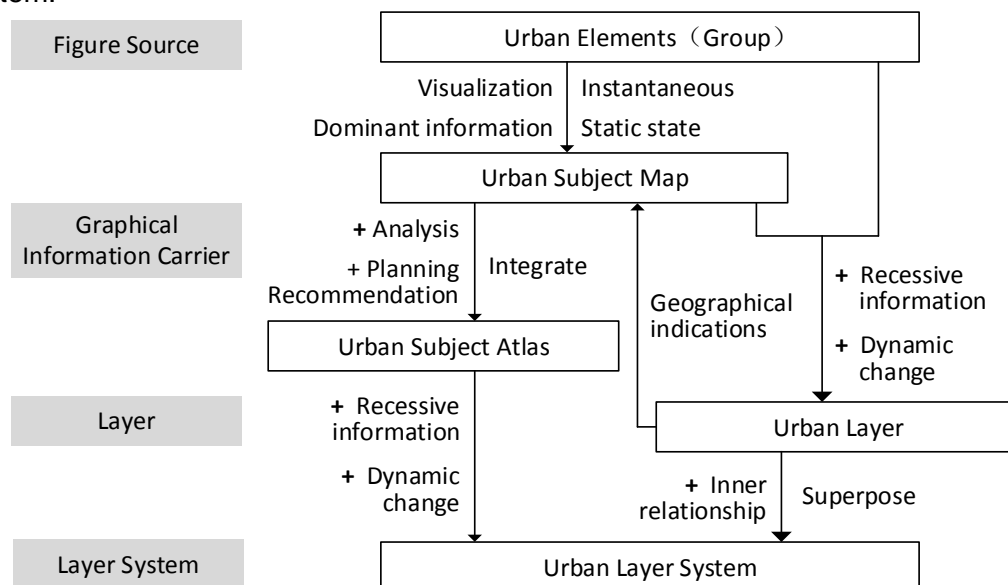 Figure Source
Urban Elements（Group）
Visualization
Instantaneous
Dominant information
Static state
Urban Subject Map
Graphical
Information Carrier
+ Analysis
+ Planning
Recommendation
Integrate
Geographical
indications
+ Recessive
information
+ Dynamic
change
Urban Subject Atlas
Layer
+ Recessive
information
+ Dynamic
change
Urban Layer
+ Inner
relationship
Superpose
Layer System
Urban Layer System